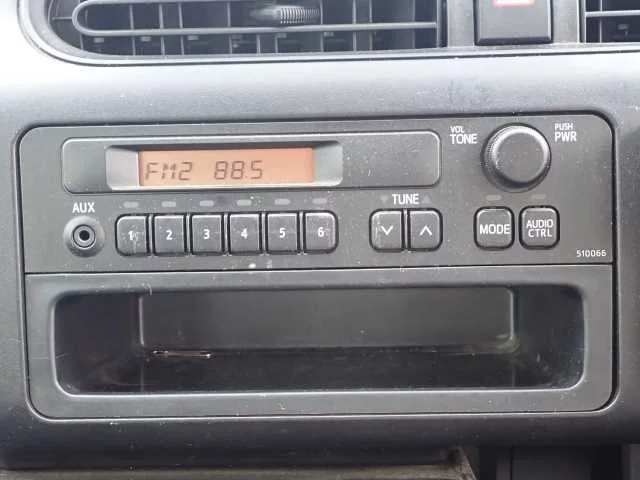 VOL TONE
PUSH PWR
FM2 88.5
AUX
1 2 3 4 5 6
TUNE
MODE
AUDIO CTRL
510066